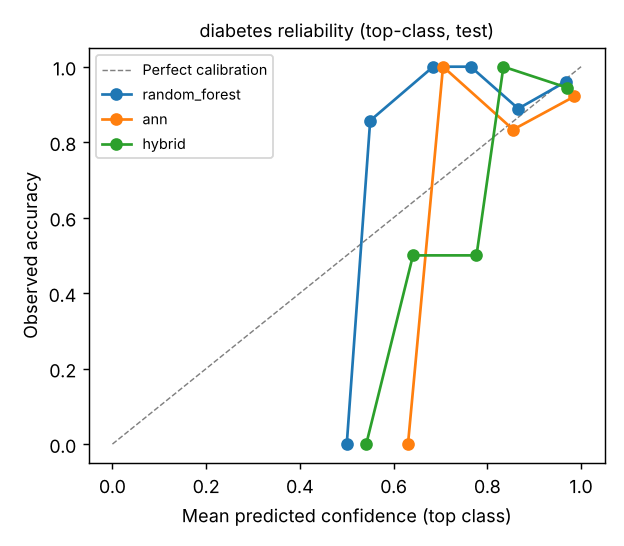 diabetes reliability (top-class, test)
Perfect calibration
random_forest
ann
hybrid
Observed accuracy
1.0
0.8
0.6
0.4
0.2
0.0
0.0 0.2 0.4 0.6 0.8 1.0
Mean predicted confidence (top class)